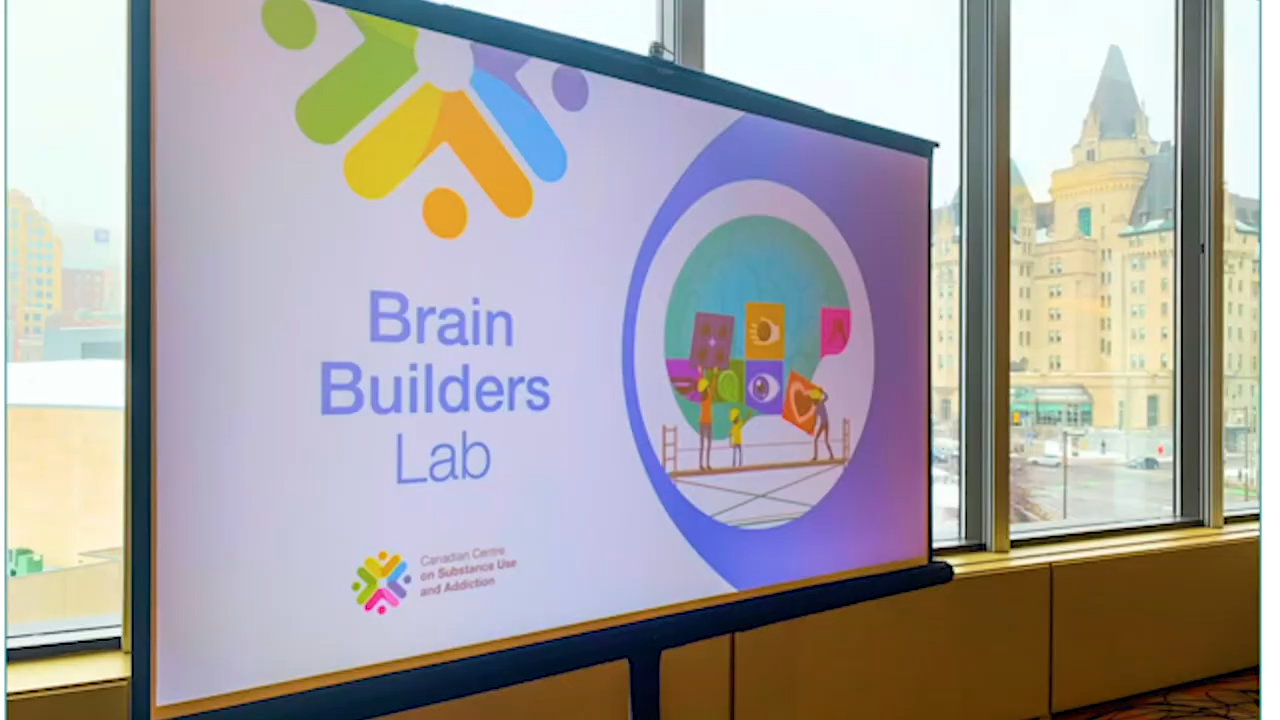 Brain
Builders
Lab
Canadian Centre
on Substance Use
and Addiction